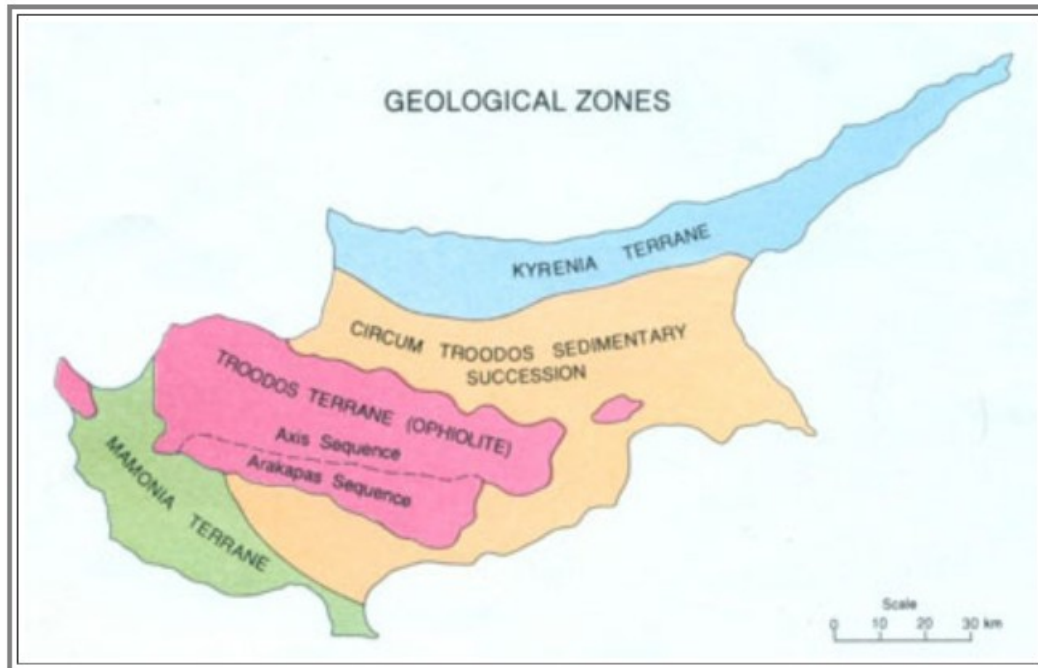 GEOLOGICAL ZONES
KYRENIA TERRANE
CIRCUM TROODOS SEDIMENTARY
SUCCESSION
TROODOS TERRANE (OPHIOLITE)
Axis Sequence
Arakapas Sequence
MAMONIA TERRANE
Scale
0 10 20 30 km